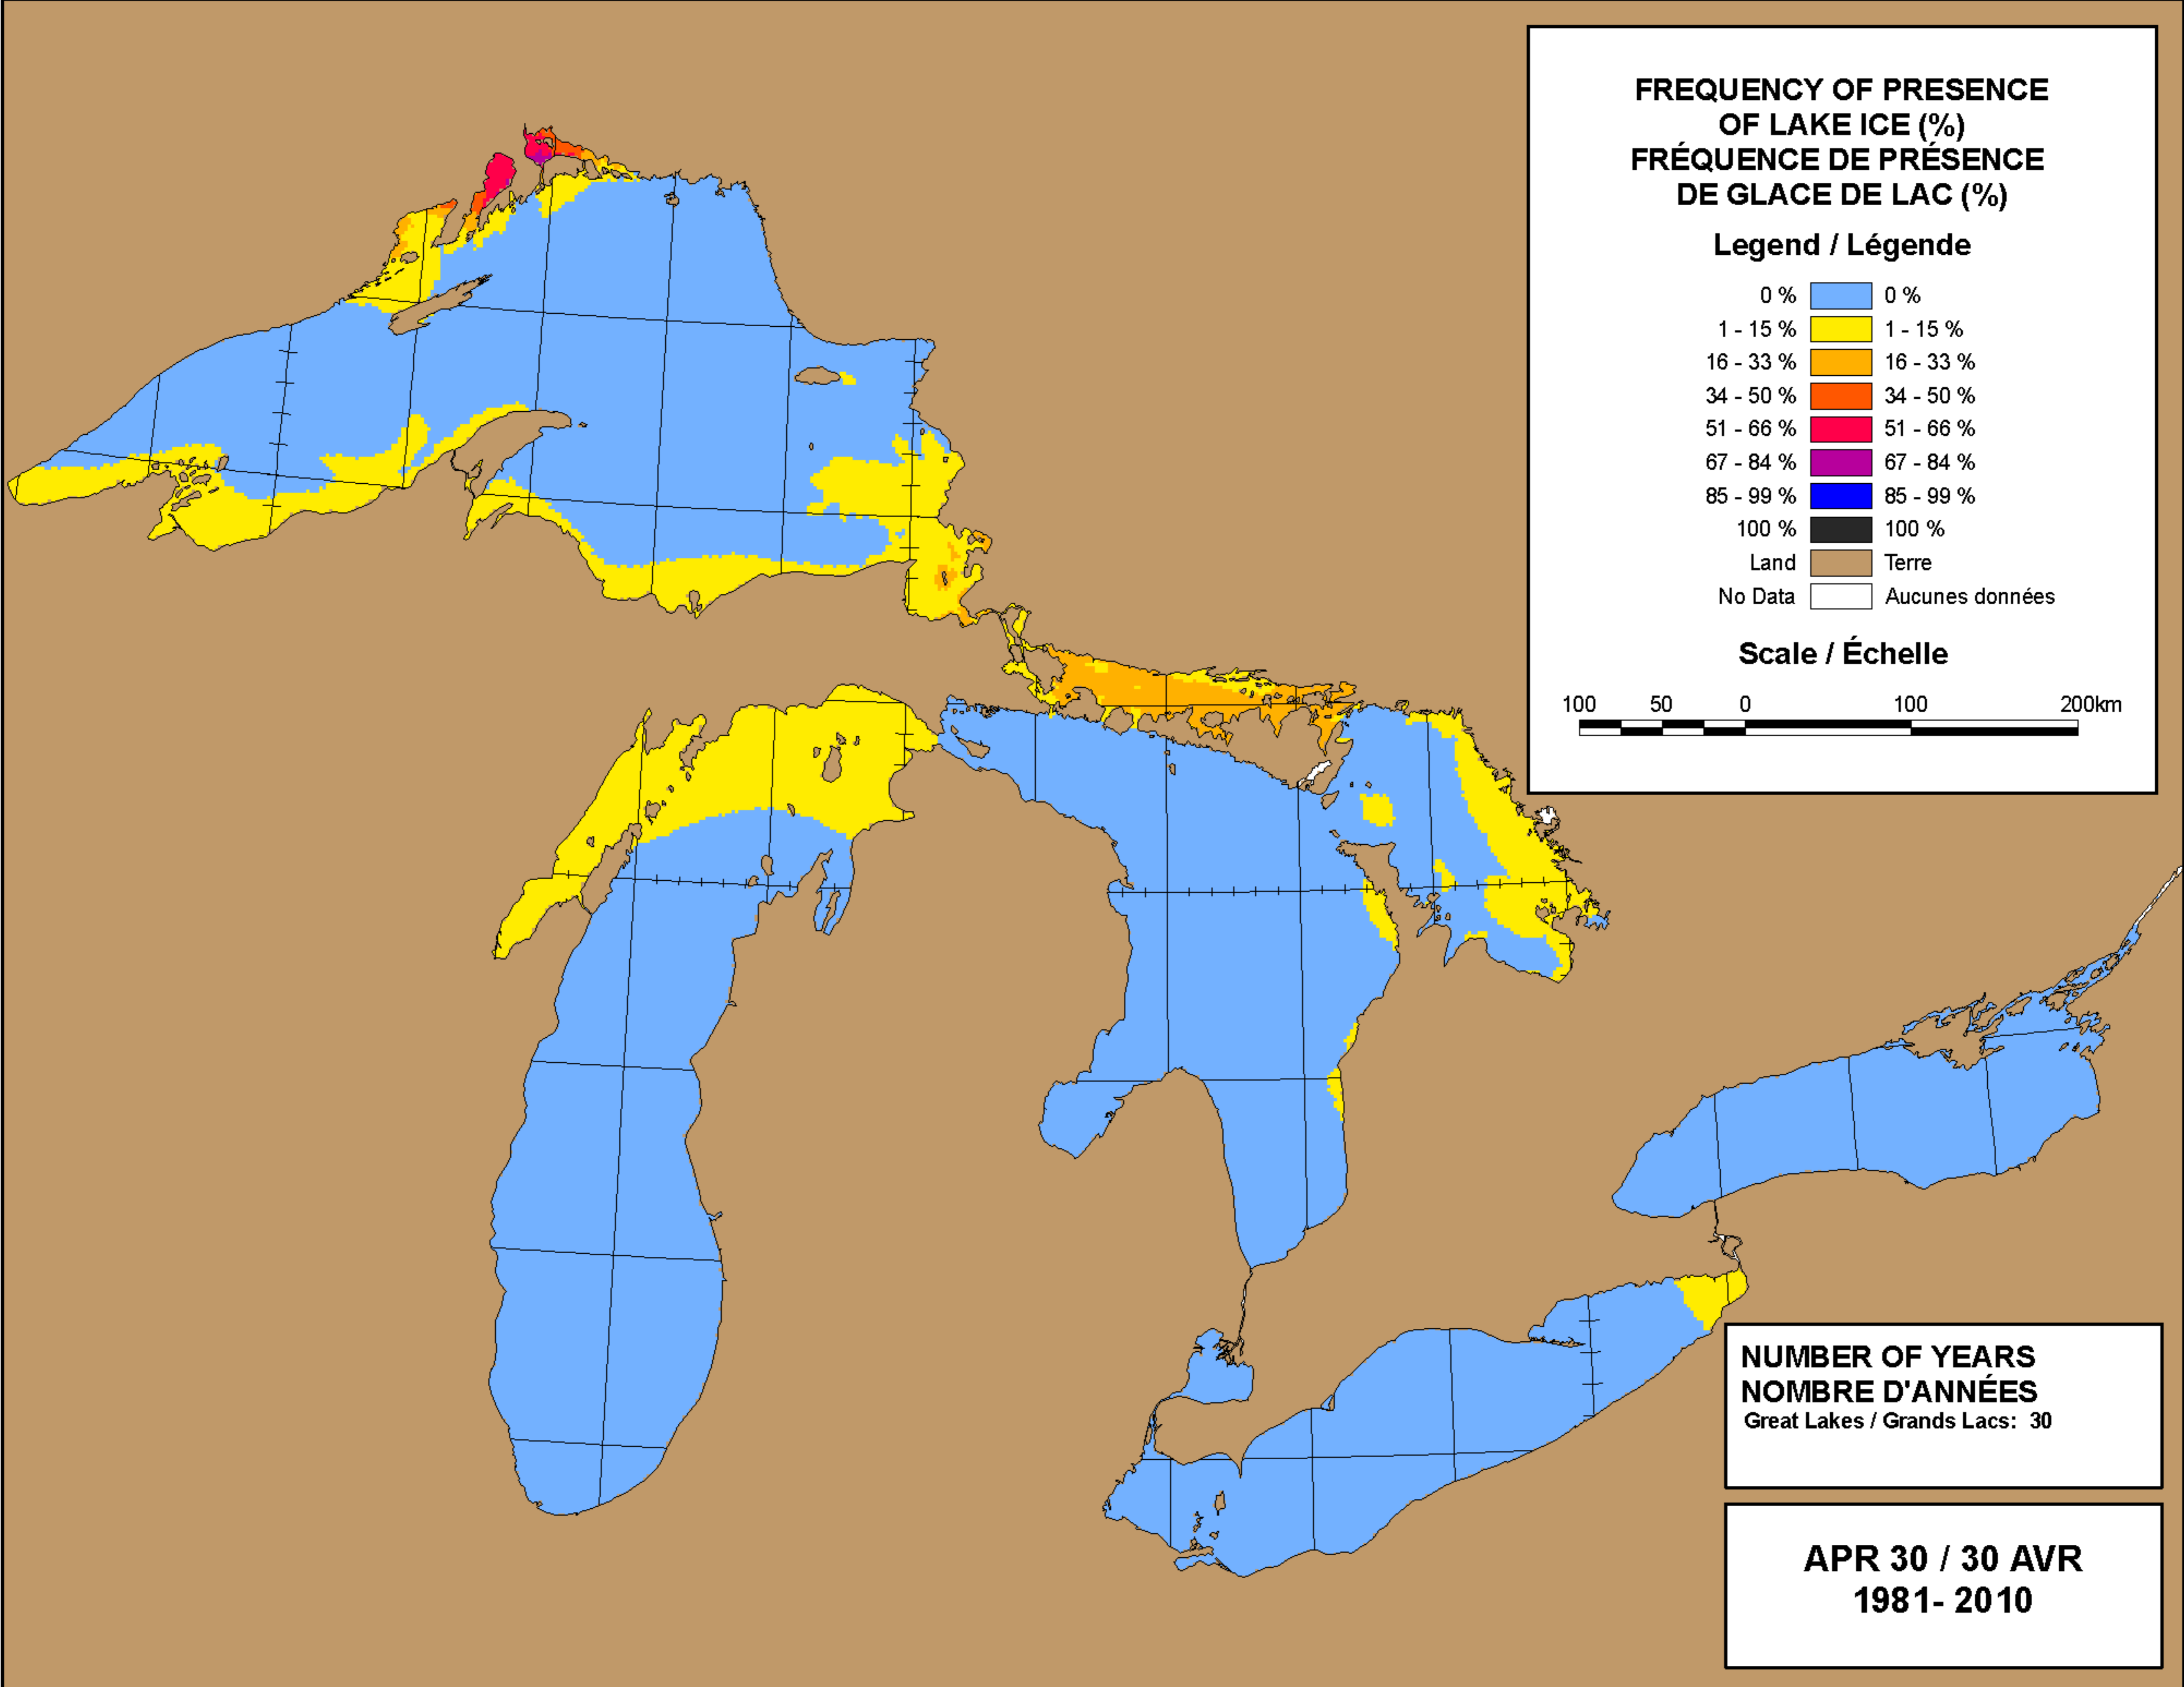 FREQUENCY OF PRESENCE
OF LAKE ICE (%)
FRÉQUENCE DE PRÉSENCE
DE GLACE DE LAC (%)
Legend / Légende
0 % 0 %
1 - 15 % 1 - 15 %
16 - 33 % 16 - 33 %
34 - 50 % 34 - 50 %
51 - 66 % 51 - 66 %
67 - 84 % 67 - 84 %
85 - 99 % 85 - 99 %
100 % 100 %
Land Terre
No Data Aucunes données
Scale / Échelle
100 50 0 100 200km
NUMBER OF YEARS
NOMBRE D'ANNÉES
Great Lakes / Grands Lacs: 30
APR 30 / 30 AVR
1981- 2010